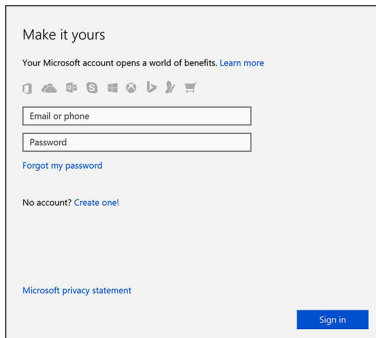 Make it yours
Your Microsoft account opens a world of benefits. Learn more
Email or phone
Password
Forgot my password
No account? Create one!
Microsoft privacy statement
Sign in